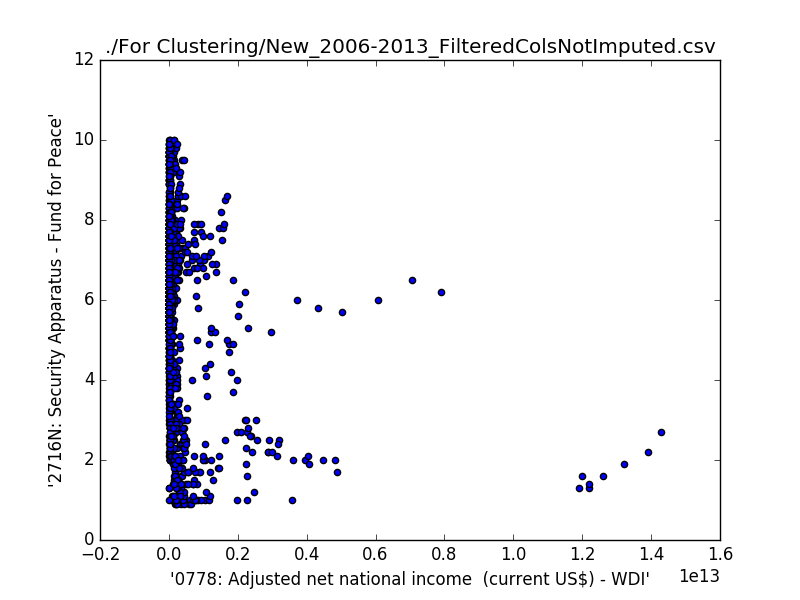 ./For Clustering/New_2006-2013_FilteredColsNotImputed.csv
12
10
8
6
4
2
0
'2716N: Security Apparatus - Fund for Peace'
−0.2 0.0 0.2 0.4 0.6 0.8 1.0 1.2 1.4 1.6
1e13
'0778: Adjusted net national income  (current US$) - WDI'